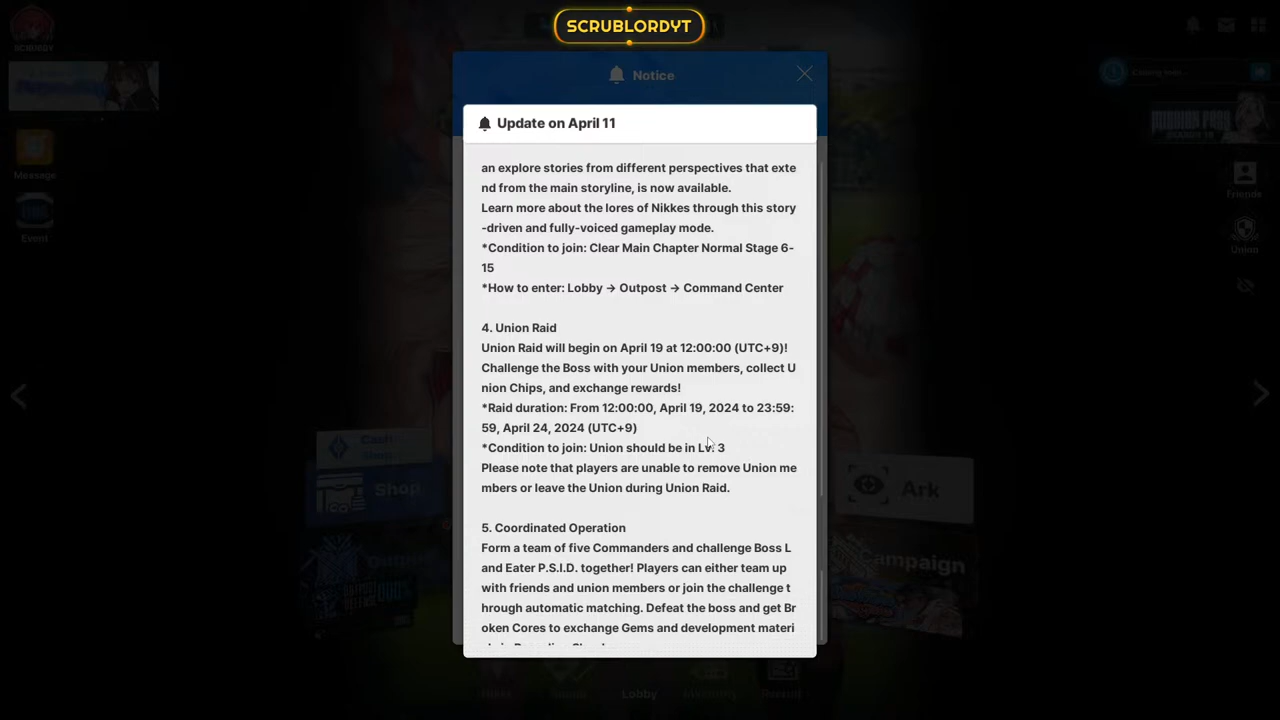 SCRUBLORDYT
Notice
Update on April 11
an explore stories from different perspectives that exte
nd from the main storyline, is now available.
Learn more about the lores of Nikkes through this story
-driven and fully-voiced gameplay mode.
*Condition to join: Clear Main Chapter Normal Stage 6-
15
*How to enter: Lobby → Outpost → Command Center
4. Union Raid
Union Raid will begin on April 19 at 12:00:00 (UTC+9)!
Challenge the Boss with your Union members, collect U
nion Chips, and exchange rewards!
*Raid duration: From 12:00:00, April 19, 2024 to 23:59:
59, April 24, 2024 (UTC+9)
*Condition to join: Union should be in Lv. 3
Please note that players are unable to remove Union me
mbers or leave the Union during Union Raid.
5. Coordinated Operation
Form a team of five Commanders and challenge Boss L
and Eater P.S.I.D. together! Players can either team up
with friends and union members or join the challenge t
hrough automatic matching. Defeat the boss and get Br
oken Cores to exchange Gems and development materi
Message
Event
Friends
Union
Shop
Ark
Campaign
Lobby